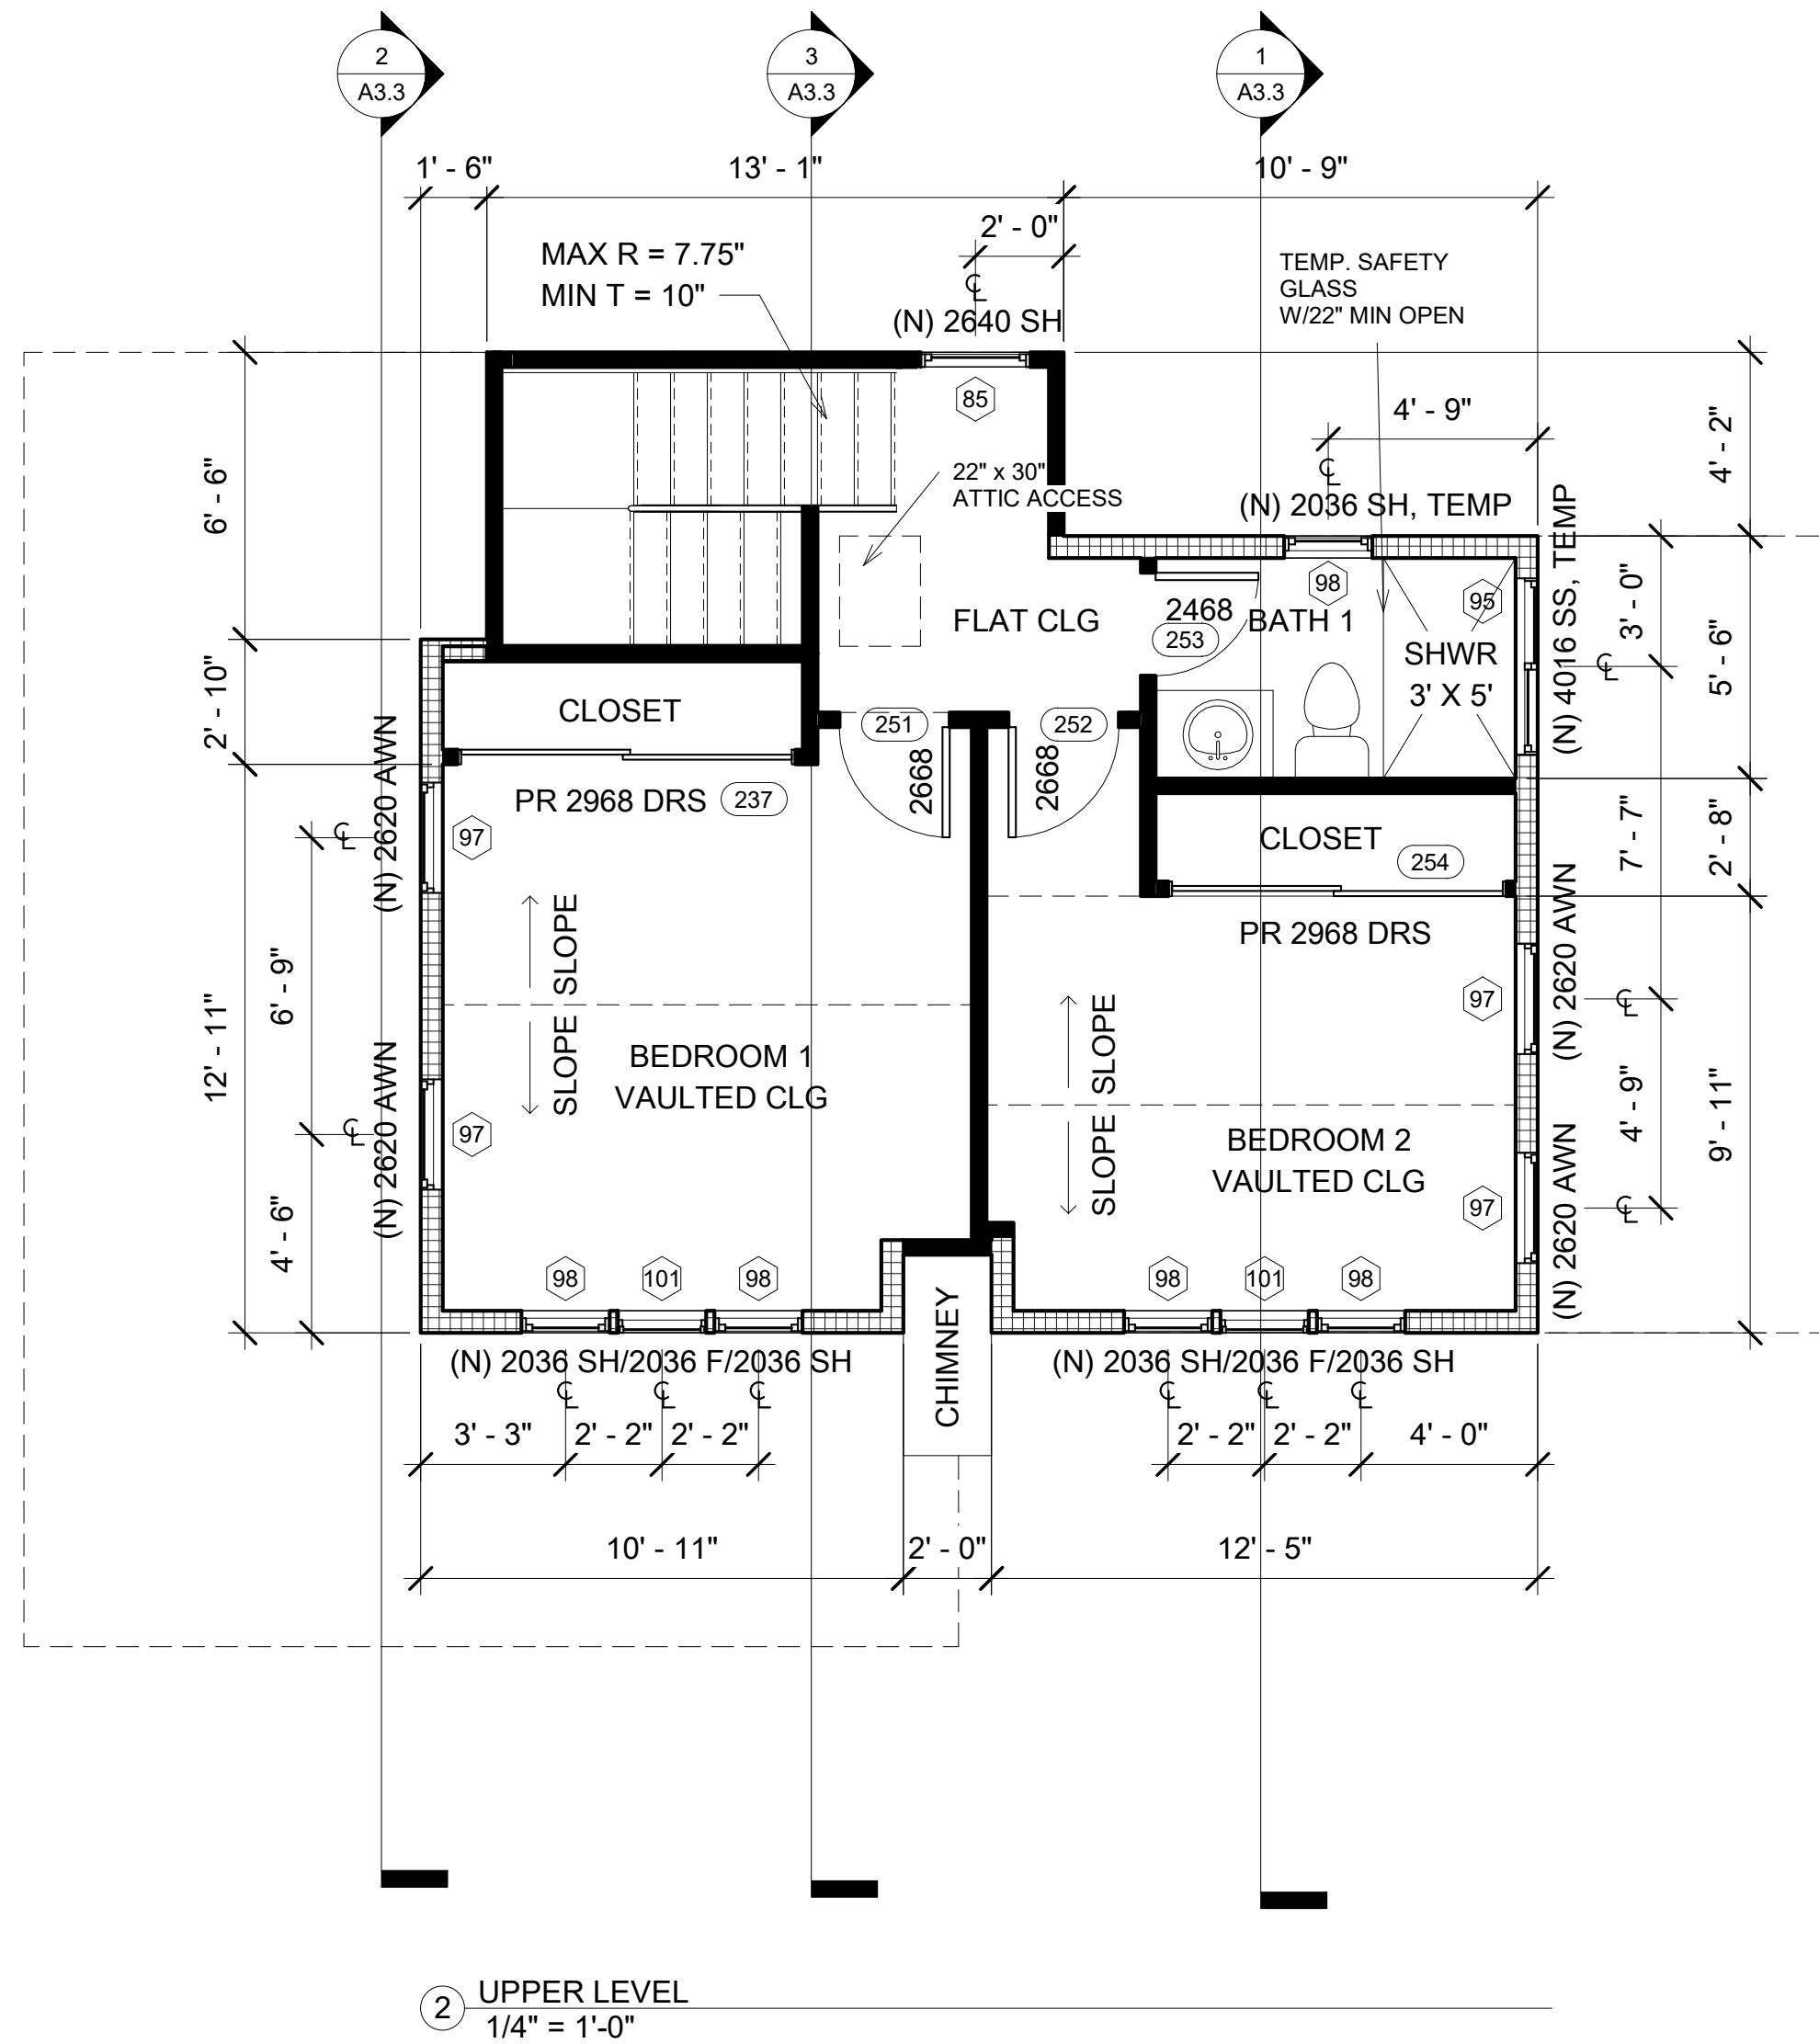 2
A3.3
3
A3.3
1
A3.3
1' - 6"
13' - 1"
10' - 9"
2' - 0"
MAX R = 7.75"
MIN T = 10"
TEMP. SAFETY
GLASS
W/22" MIN OPEN
(N) 2640 SH
85
4' - 9"
4' - 2"
6' - 6"
22" x 30"
ATTIC ACCESS
(N) 2036 SH, TEMP
(N) 4016 SS, TEMP
98
95
3' - 0"
5' - 6"
FLAT CLG
2468
253
BATH 1
SHWR
3' X 5'
2' - 10"
CLOSET
251
252
(N) 2620 AWN
2668
2668
PR 2968 DRS
237
97
CLOSET
254
7' - 7"
2' - 8"
PR 2968 DRS
(N) 2620 AWN
SLOPE
SLOPE
6' - 9"
12' - 11"
97
SLOPE
SLOPE
BEDROOM 1
VAULTED CLG
(N) 2620 AWN
97
4' - 9"
9' - 11"
BEDROOM 2
VAULTED CLG
97
(N) 2620 AWN
4' - 6"
98
101
98
98
101
98
CHIMNEY
(N) 2036 SH/2036 F/2036 SH
(N) 2036 SH/2036 F/2036 SH
3' - 3"
2' - 2"
2' - 2"
2' - 2"
2' - 2"
4' - 0"
10' - 11"
2' - 0"
12' - 5"
2
UPPER LEVEL
1/4" = 1'-0"